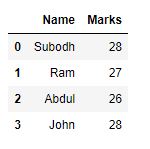 Name Marks
0 Subodh 28
1 Ram 27
2 Abdul 26
3 John 28